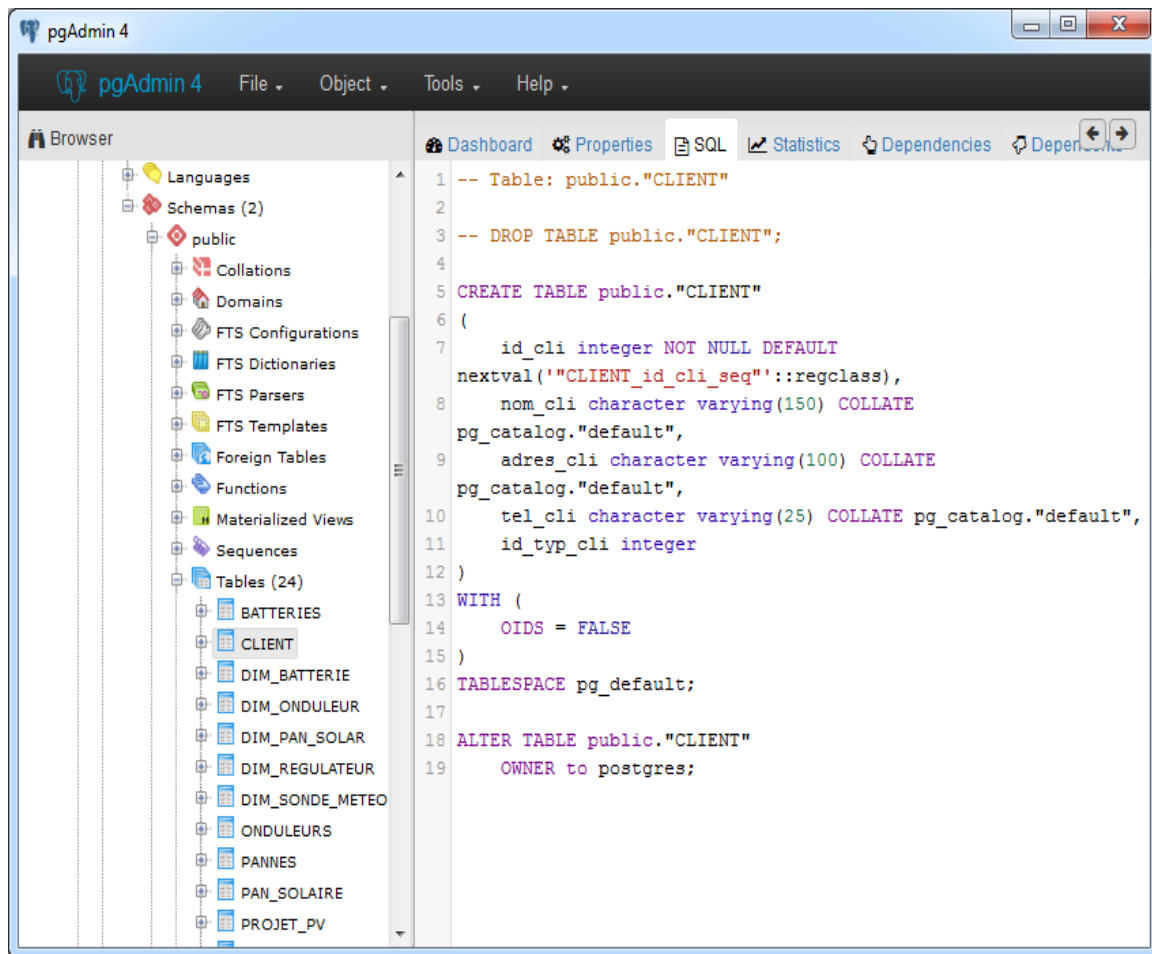 pgAdmin 4
pgAdmin 4 File Object Tools Help
Browser
Languages
Schemas (2)
public
Collations
Domains
FTS Configurations
FTS Dictionaries
FTS Parsers
FTS Templates
Foreign Tables
Functions
Materialized Views
Sequences
Tables (24)
BATTERIES
CLIENT
DIM_BATTERIE
DIM_ONDULEUR
DIM_PAN_SOLAR
DIM_REGULATEUR
DIM_SONDE_METEO
ONDULEURS
PANNES
PAN_SOLAIRE
PROJET_PV
Dashboard Properties SQL Statistics Dependencies
1 -- Table: public."CLIENT"
2
3 -- DROP TABLE public."CLIENT";
4
5 CREATE TABLE public."CLIENT"
6 (
7 id_cli integer NOT NULL DEFAULT
nextval('"CLIENT_id_cli_seq"'::regclass),
8 nom_cli character varying(150) COLLATE
pg_catalog."default",
9 adres_cli character varying(100) COLLATE
pg_catalog."default",
10 tel_cli character varying(25) COLLATE pg_catalog."default",
11 id_typ_cli integer
12 )
13 WITH (
14 OIDS = FALSE
15 )
16 TABLESPACE pg_default;
17
18 ALTER TABLE public."CLIENT"
19 OWNER to postgres;